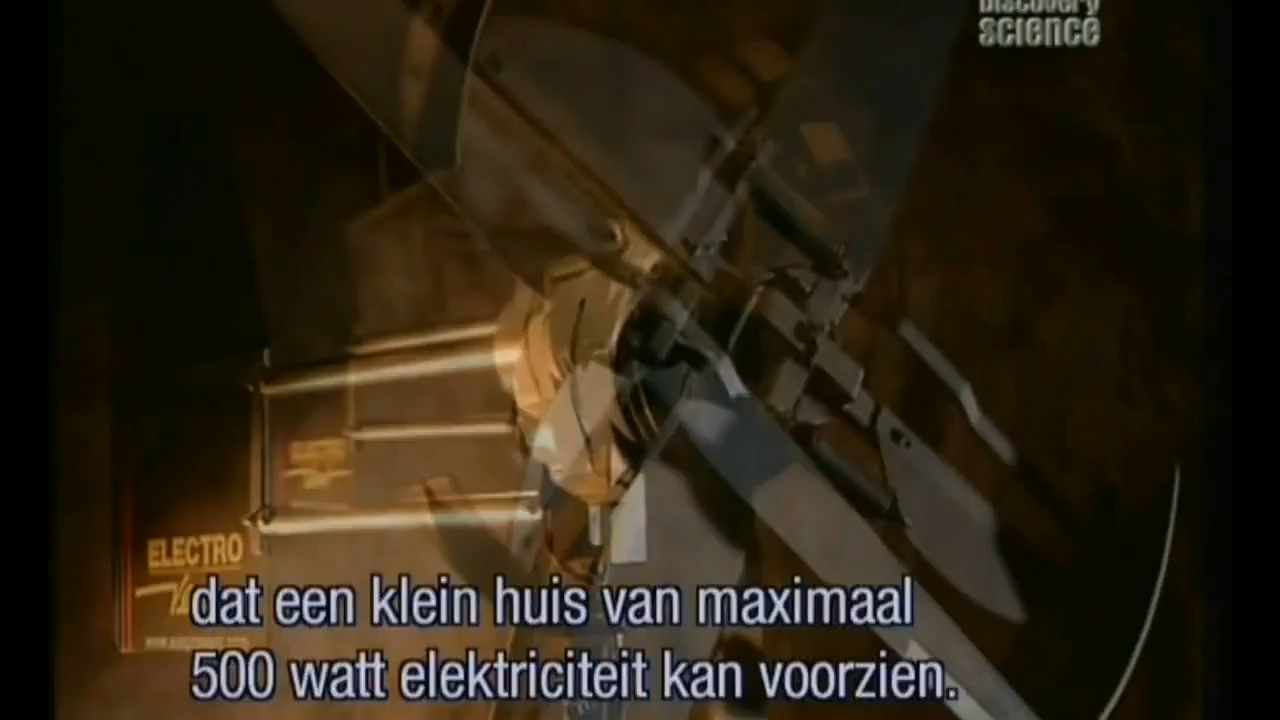 Discovery
SCIENCE
ELECTRO
dat een klein huis van maximaal
500 watt elektriciteit kan voorzien.